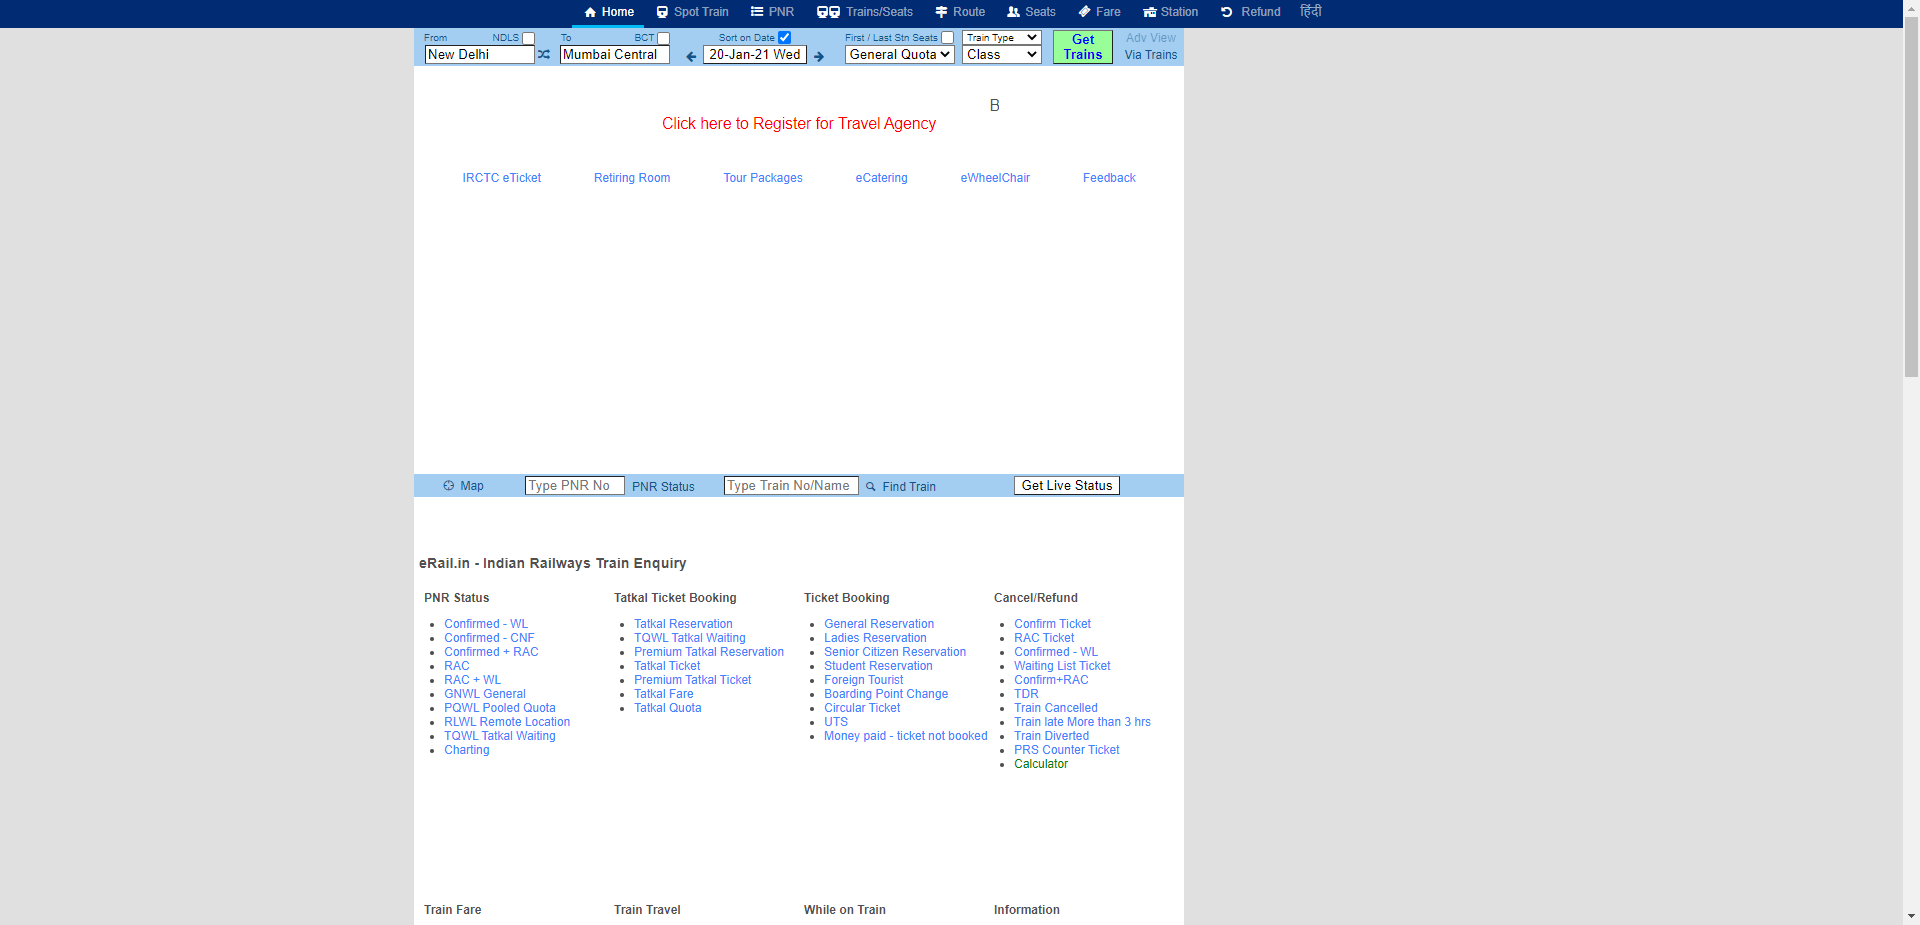 Home Spot Train PNR Trains/Seats Route Seats Fare Station Refund हिंदी
From NDLS To BCT Sort on Date First / Last Stn Seats Train Type Get Trains Adv View
New Delhi Mumbai Central 20-Jan-21 Wed General Quota Class Via Trains
B
Click here to Register for Travel Agency
IRCTC eTicket Retiring Room Tour Packages eCatering eWheelChair Feedback
Map Type PNR No PNR Status Type Train No/Name Find Train Get Live Status
eRail.in - Indian Railways Train Enquiry
PNR Status
Confirmed - WL
Confirmed - CNF
Confirmed + RAC
RAC
RAC + WL
GNWL General
PQWL Pooled Quota
RLWL Remote Location
TQWL Tatkal Waiting
Charting
Tatkal Ticket Booking
Tatkal Reservation
TQWL Tatkal Waiting
Premium Tatkal Reservation
Tatkal Ticket
Premium Tatkal Ticket
Tatkal Fare
Tatkal Quota
Ticket Booking
General Reservation
Ladies Reservation
Senior Citizen Reservation
Student Reservation
Foreign Tourist
Boarding Point Change
Circular Ticket
UTS
Money paid - ticket not booked
Cancel/Refund
Confirm Ticket
RAC Ticket
Confirmed - WL
Waiting List Ticket
Confirm+RAC
TDR
Train Cancelled
Train late More than 3 hrs
Train Diverted
PRS Counter Ticket
Calculator
Train Fare Train Travel While on Train Information